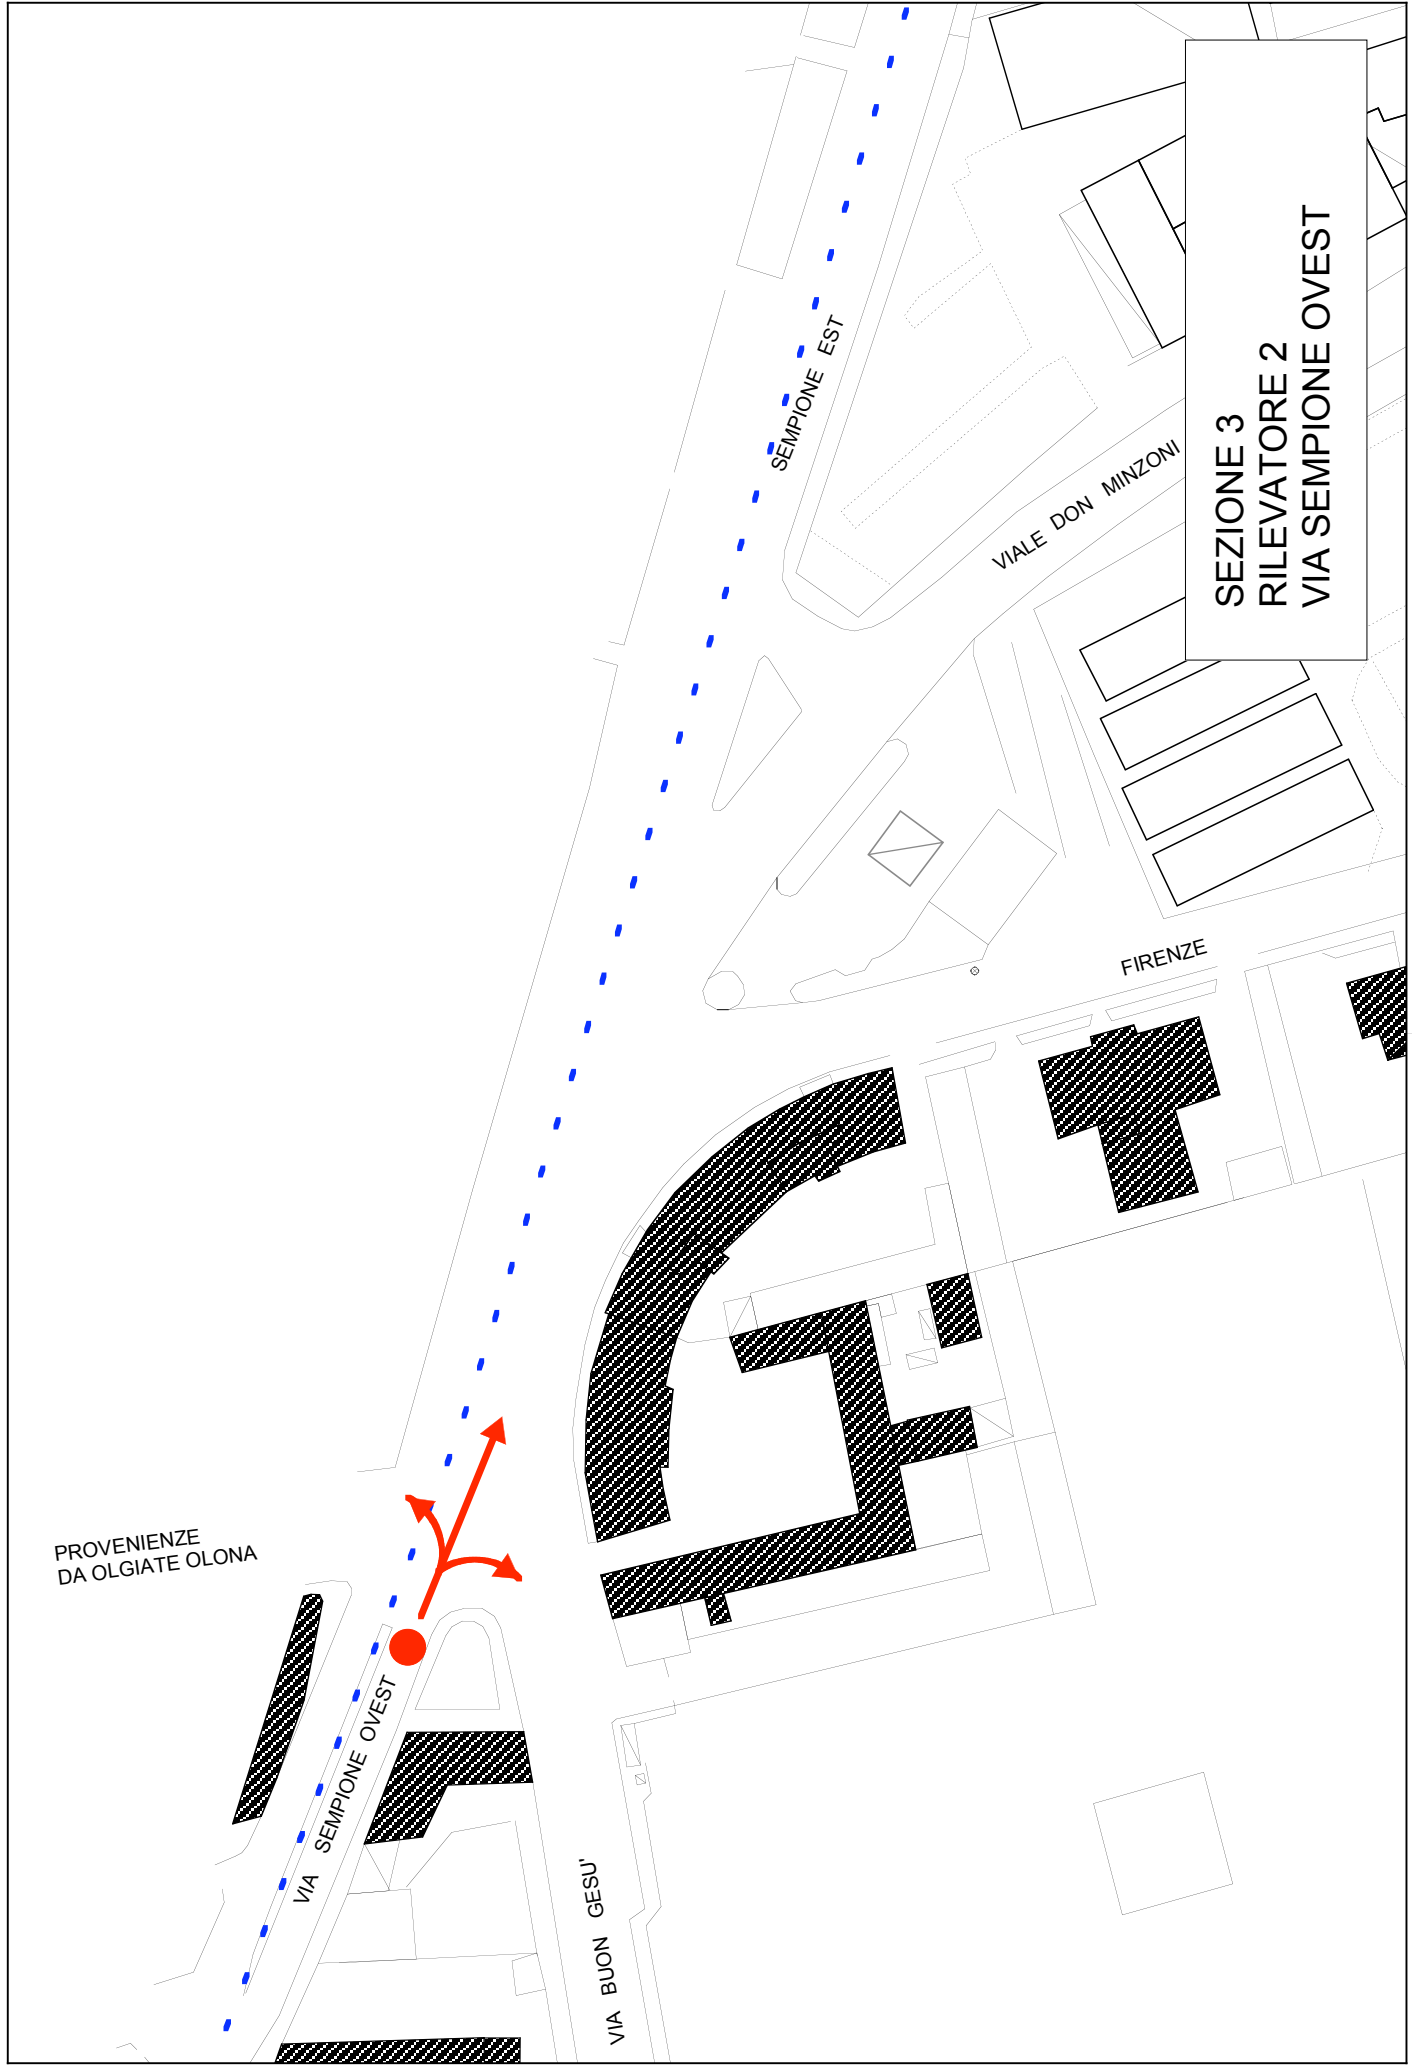 SEMPIONE EST
VIALE DON MINZONI
SEZIONE 3
RILEVATORE 2
VIA SEMPIONE OVEST
FIRENZE
PROVENIENZE
DA OLGIATE OLONA
VIA SEMPIONE OVEST
VIA BUON GESU'